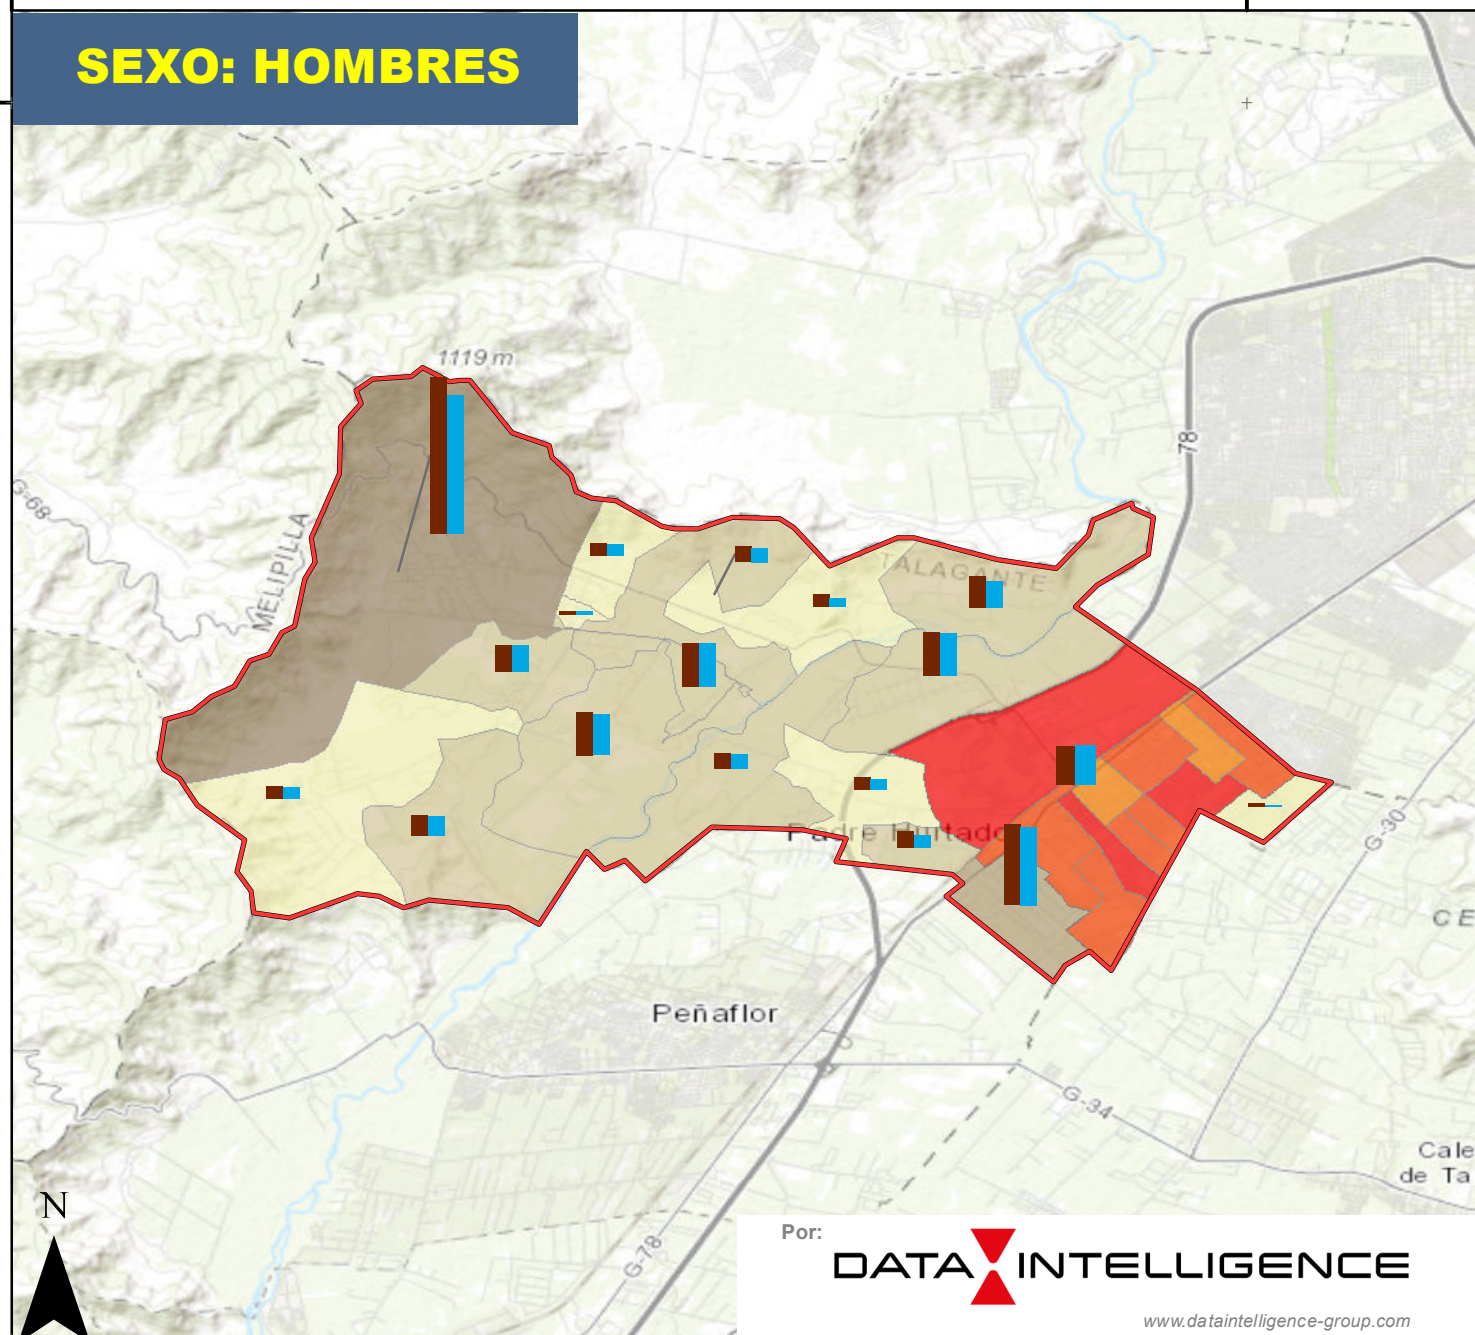 SEXO: HOMBRES
1119 m
78
G-68
MELIPILLA
TALAGANTE
Padre Hurtado
G-30
CE
Peñaflor
G-34
Cale
de Ta
N
G-78
Por:
DATA INTELLIGENCE
www.dataintelligence-group.com